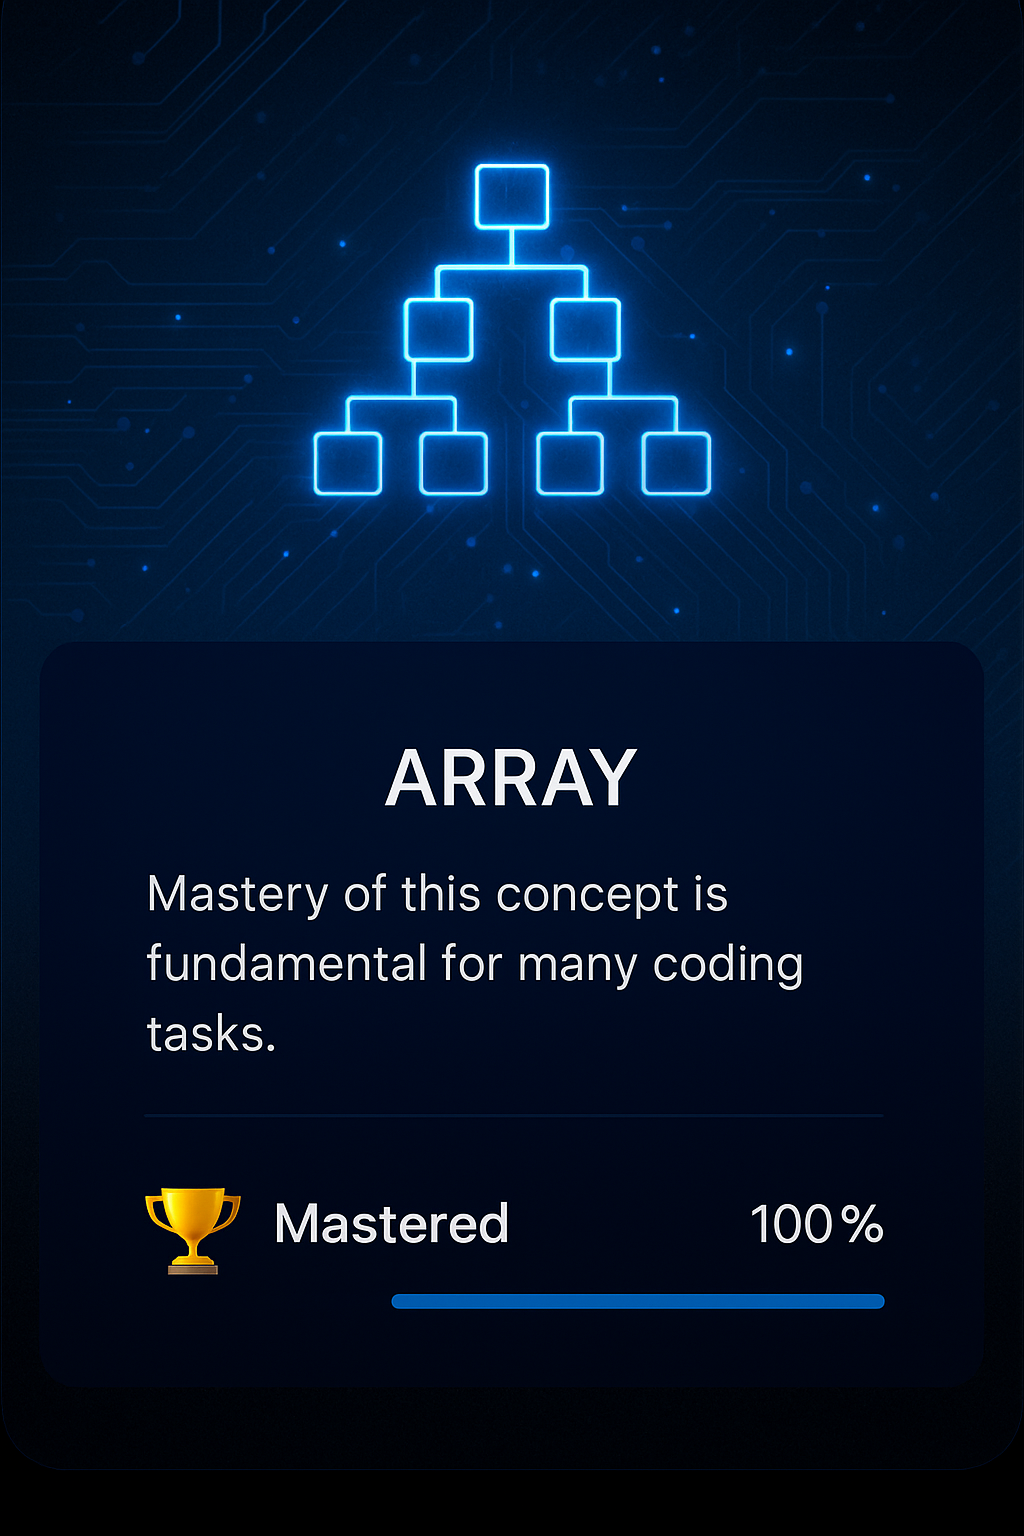 ARRAY
Mastery of this concept is
fundamental for many coding
tasks.
Mastered 100%